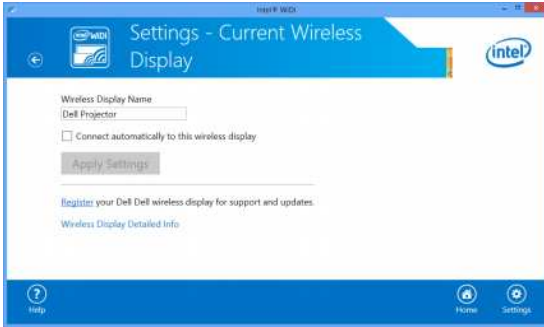 Intel® WiDi
WiDi
Settings - Current Wireless
Display
intel
Wireless Display Name
Dell Projector
Connect automatically to this wireless display
Apply Settings
Register your Dell Dell wireless display for support and updates.
Wireless Display Detailed Info
Help
Home
Settings